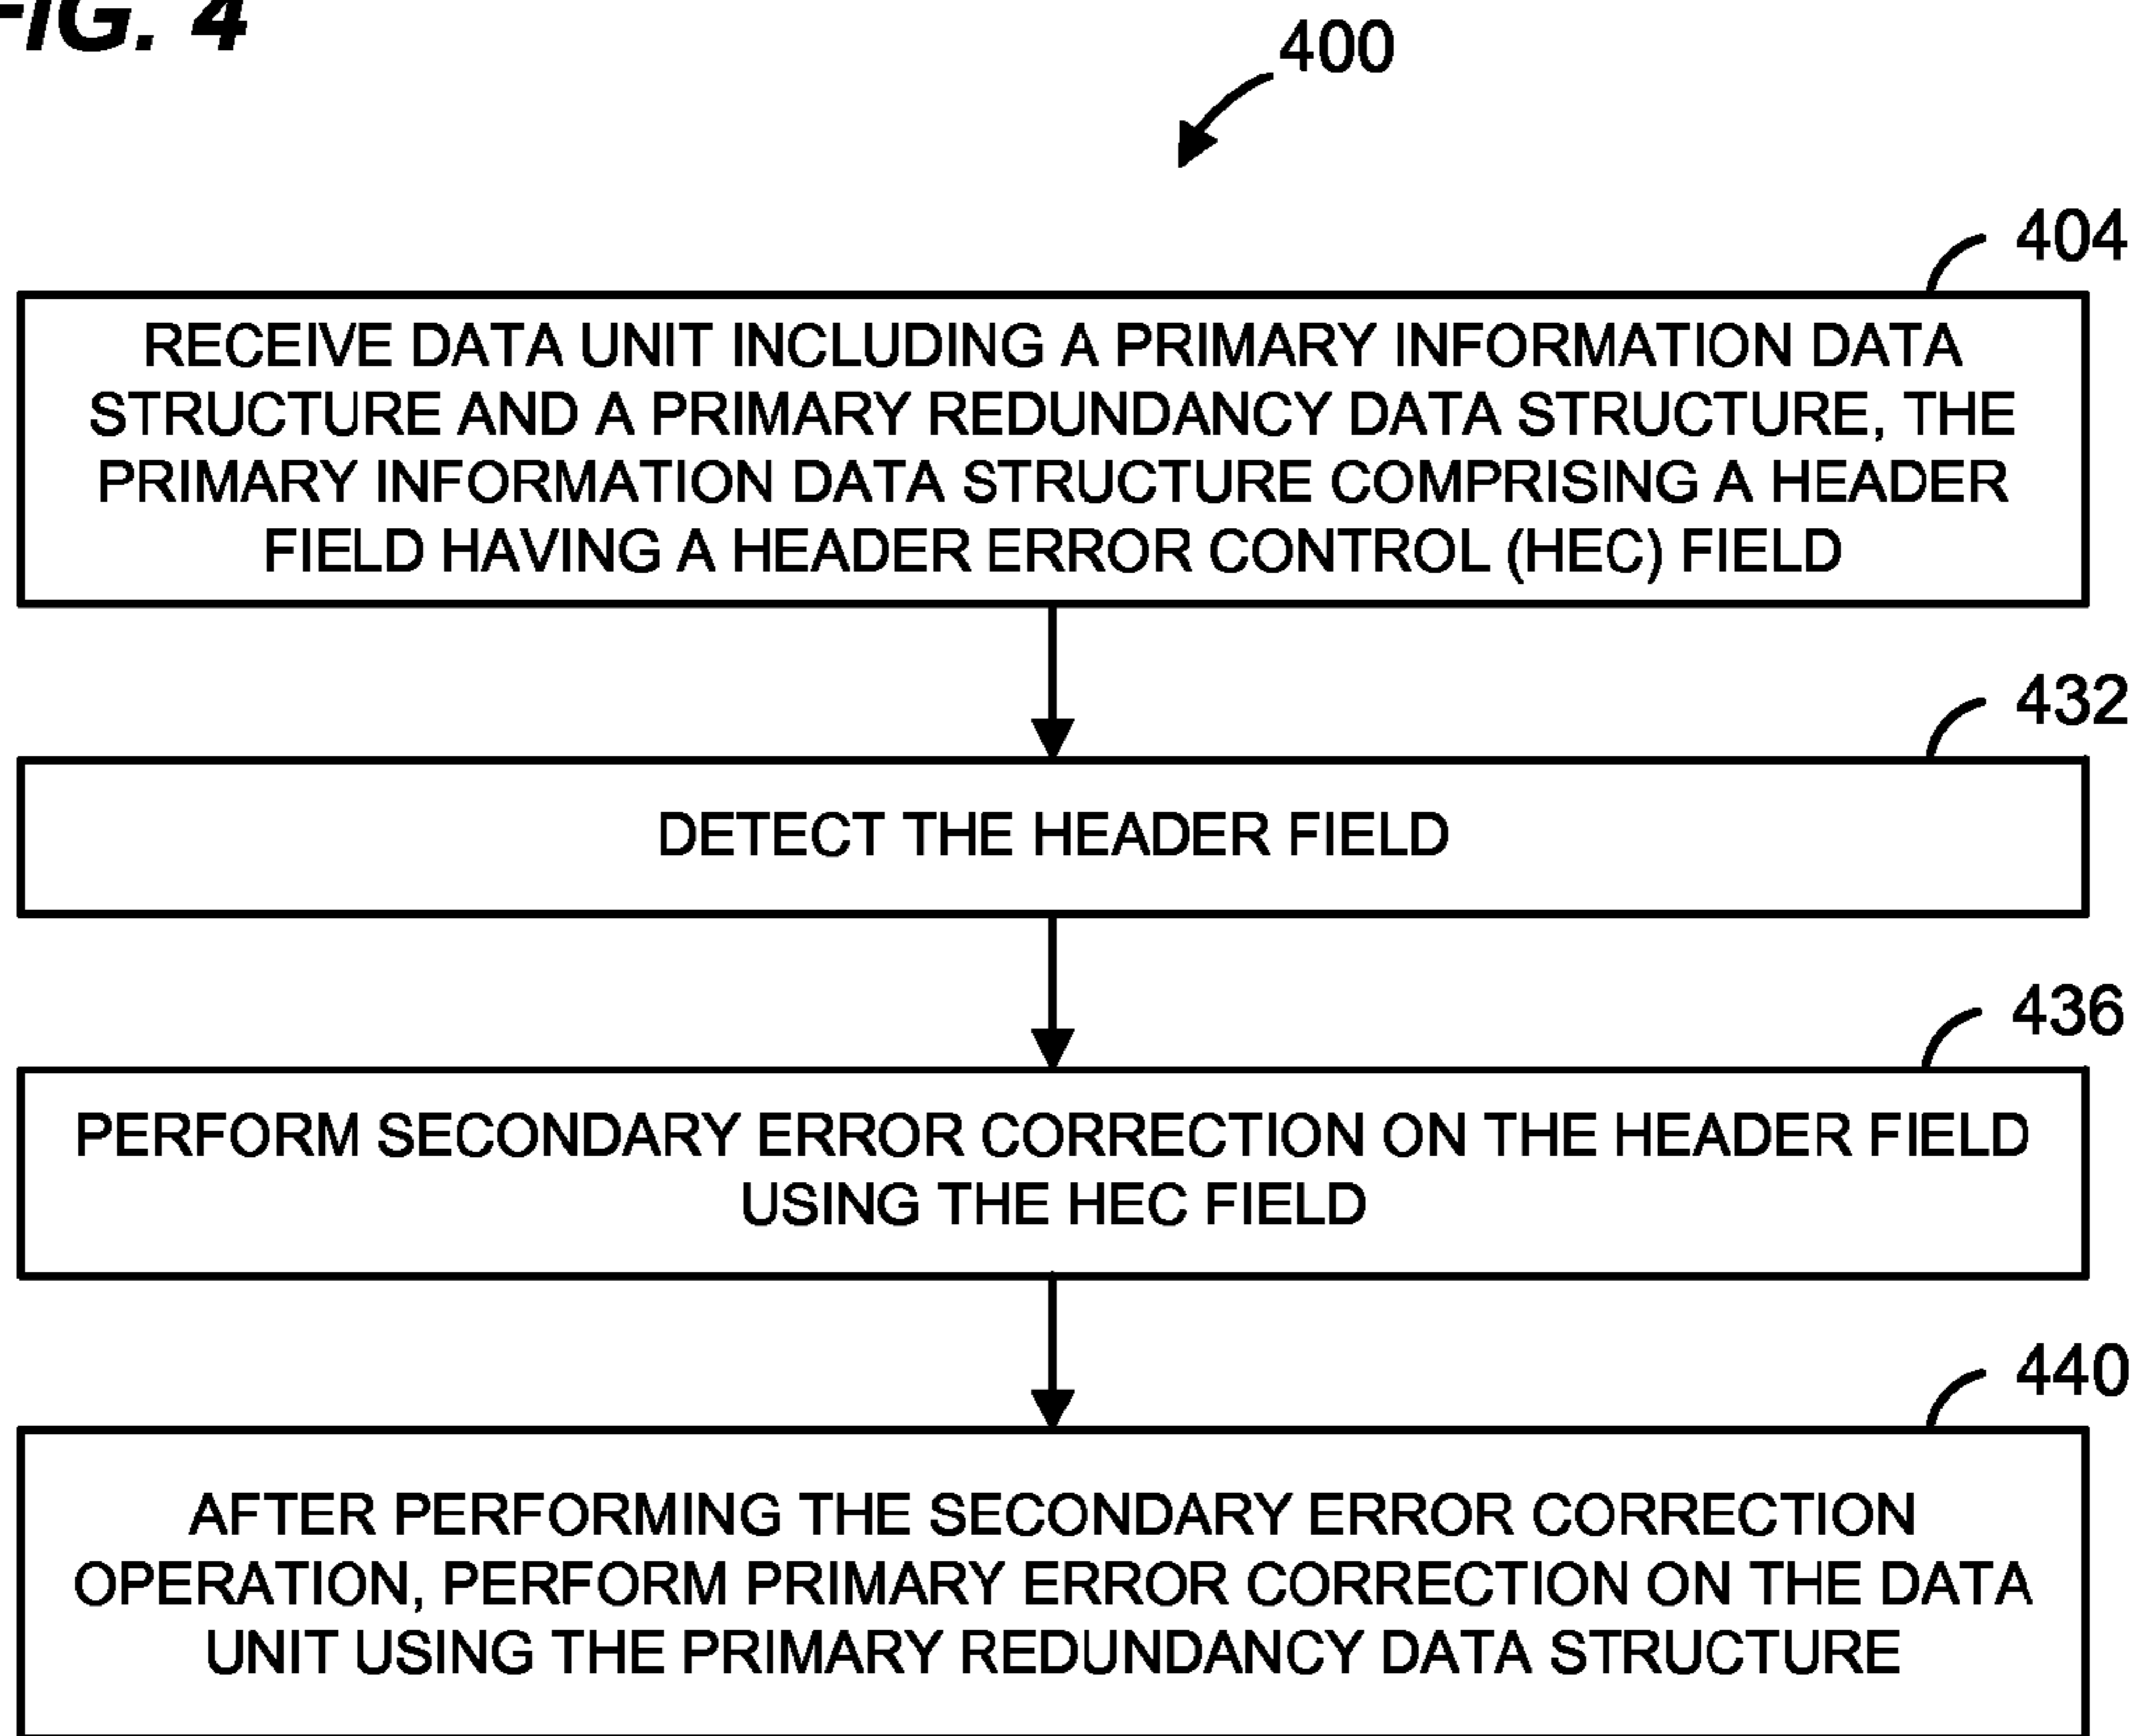 FIG. 4
400
404
RECEIVE DATA UNIT INCLUDING A PRIMARY INFORMATION DATA
STRUCTURE AND A PRIMARY REDUNDANCY DATA STRUCTURE, THE
PRIMARY INFORMATION DATA STRUCTURE COMPRISING A HEADER
FIELD HAVING A HEADER ERROR CONTROL (HEC) FIELD
432
DETECT THE HEADER FIELD
436
PERFORM SECONDARY ERROR CORRECTION ON THE HEADER FIELD
USING THE HEC FIELD
440
AFTER PERFORMING THE SECONDARY ERROR CORRECTION
OPERATION, PERFORM PRIMARY ERROR CORRECTION ON THE DATA
UNIT USING THE PRIMARY REDUNDANCY DATA STRUCTURE